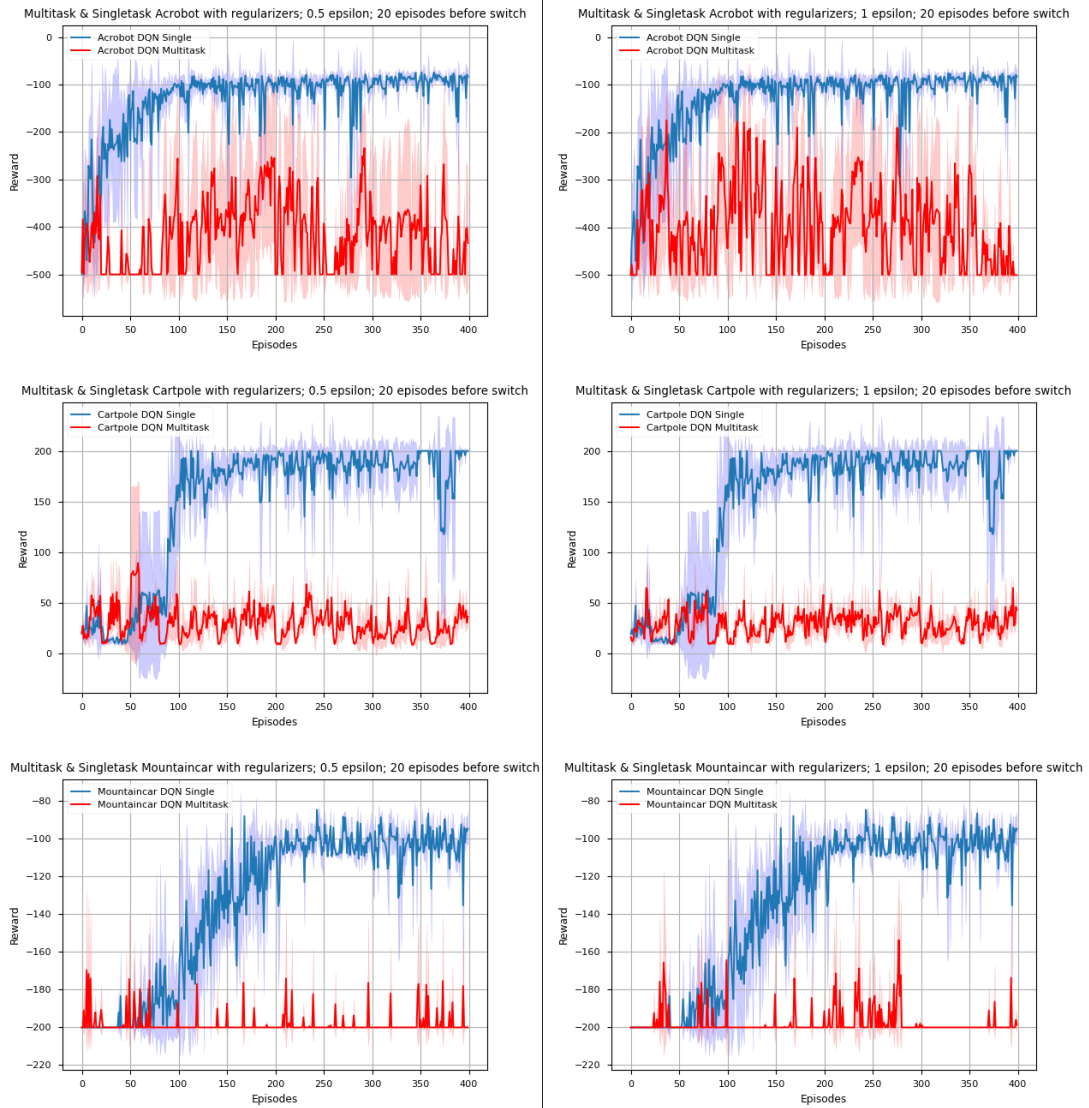 Multitask & Singletask Acrobot with regularizers; 0.5 epsilon; 20 episodes before switch
Acrobot DQN Single
Acrobot DQN Multitask
0
−100
−200
−300
−400
−500
Reward
0 50 100 150 200 250 300 350 400
Episodes
Multitask & Singletask Acrobot with regularizers; 1 epsilon; 20 episodes before switch
Acrobot DQN Single
Acrobot DQN Multitask
0
−100
−200
−300
−400
−500
Reward
0 50 100 150 200 250 300 350 400
Episodes
Multitask & Singletask Cartpole with regularizers; 0.5 epsilon; 20 episodes before switch
Cartpole DQN Single
Cartpole DQN Multitask
200
150
100
50
0
Reward
0 50 100 150 200 250 300 350 400
Episodes
Multitask & Singletask Cartpole with regularizers; 1 epsilon; 20 episodes before switch
Cartpole DQN Single
Cartpole DQN Multitask
200
150
100
50
0
Reward
0 50 100 150 200 250 300 350 400
Episodes
Multitask & Singletask Mountaincar with regularizers; 0.5 epsilon; 20 episodes before switch
Mountaincar DQN Single
Mountaincar DQN Multitask
−80
−100
−120
−140
−160
−180
−200
−220
Reward
0 50 100 150 200 250 300 350 400
Episodes
Multitask & Singletask Mountaincar with regularizers; 1 epsilon; 20 episodes before switch
Mountaincar DQN Single
Mountaincar DQN Multitask
−80
−100
−120
−140
−160
−180
−200
−220
Reward
0 50 100 150 200 250 300 350 400
Episodes